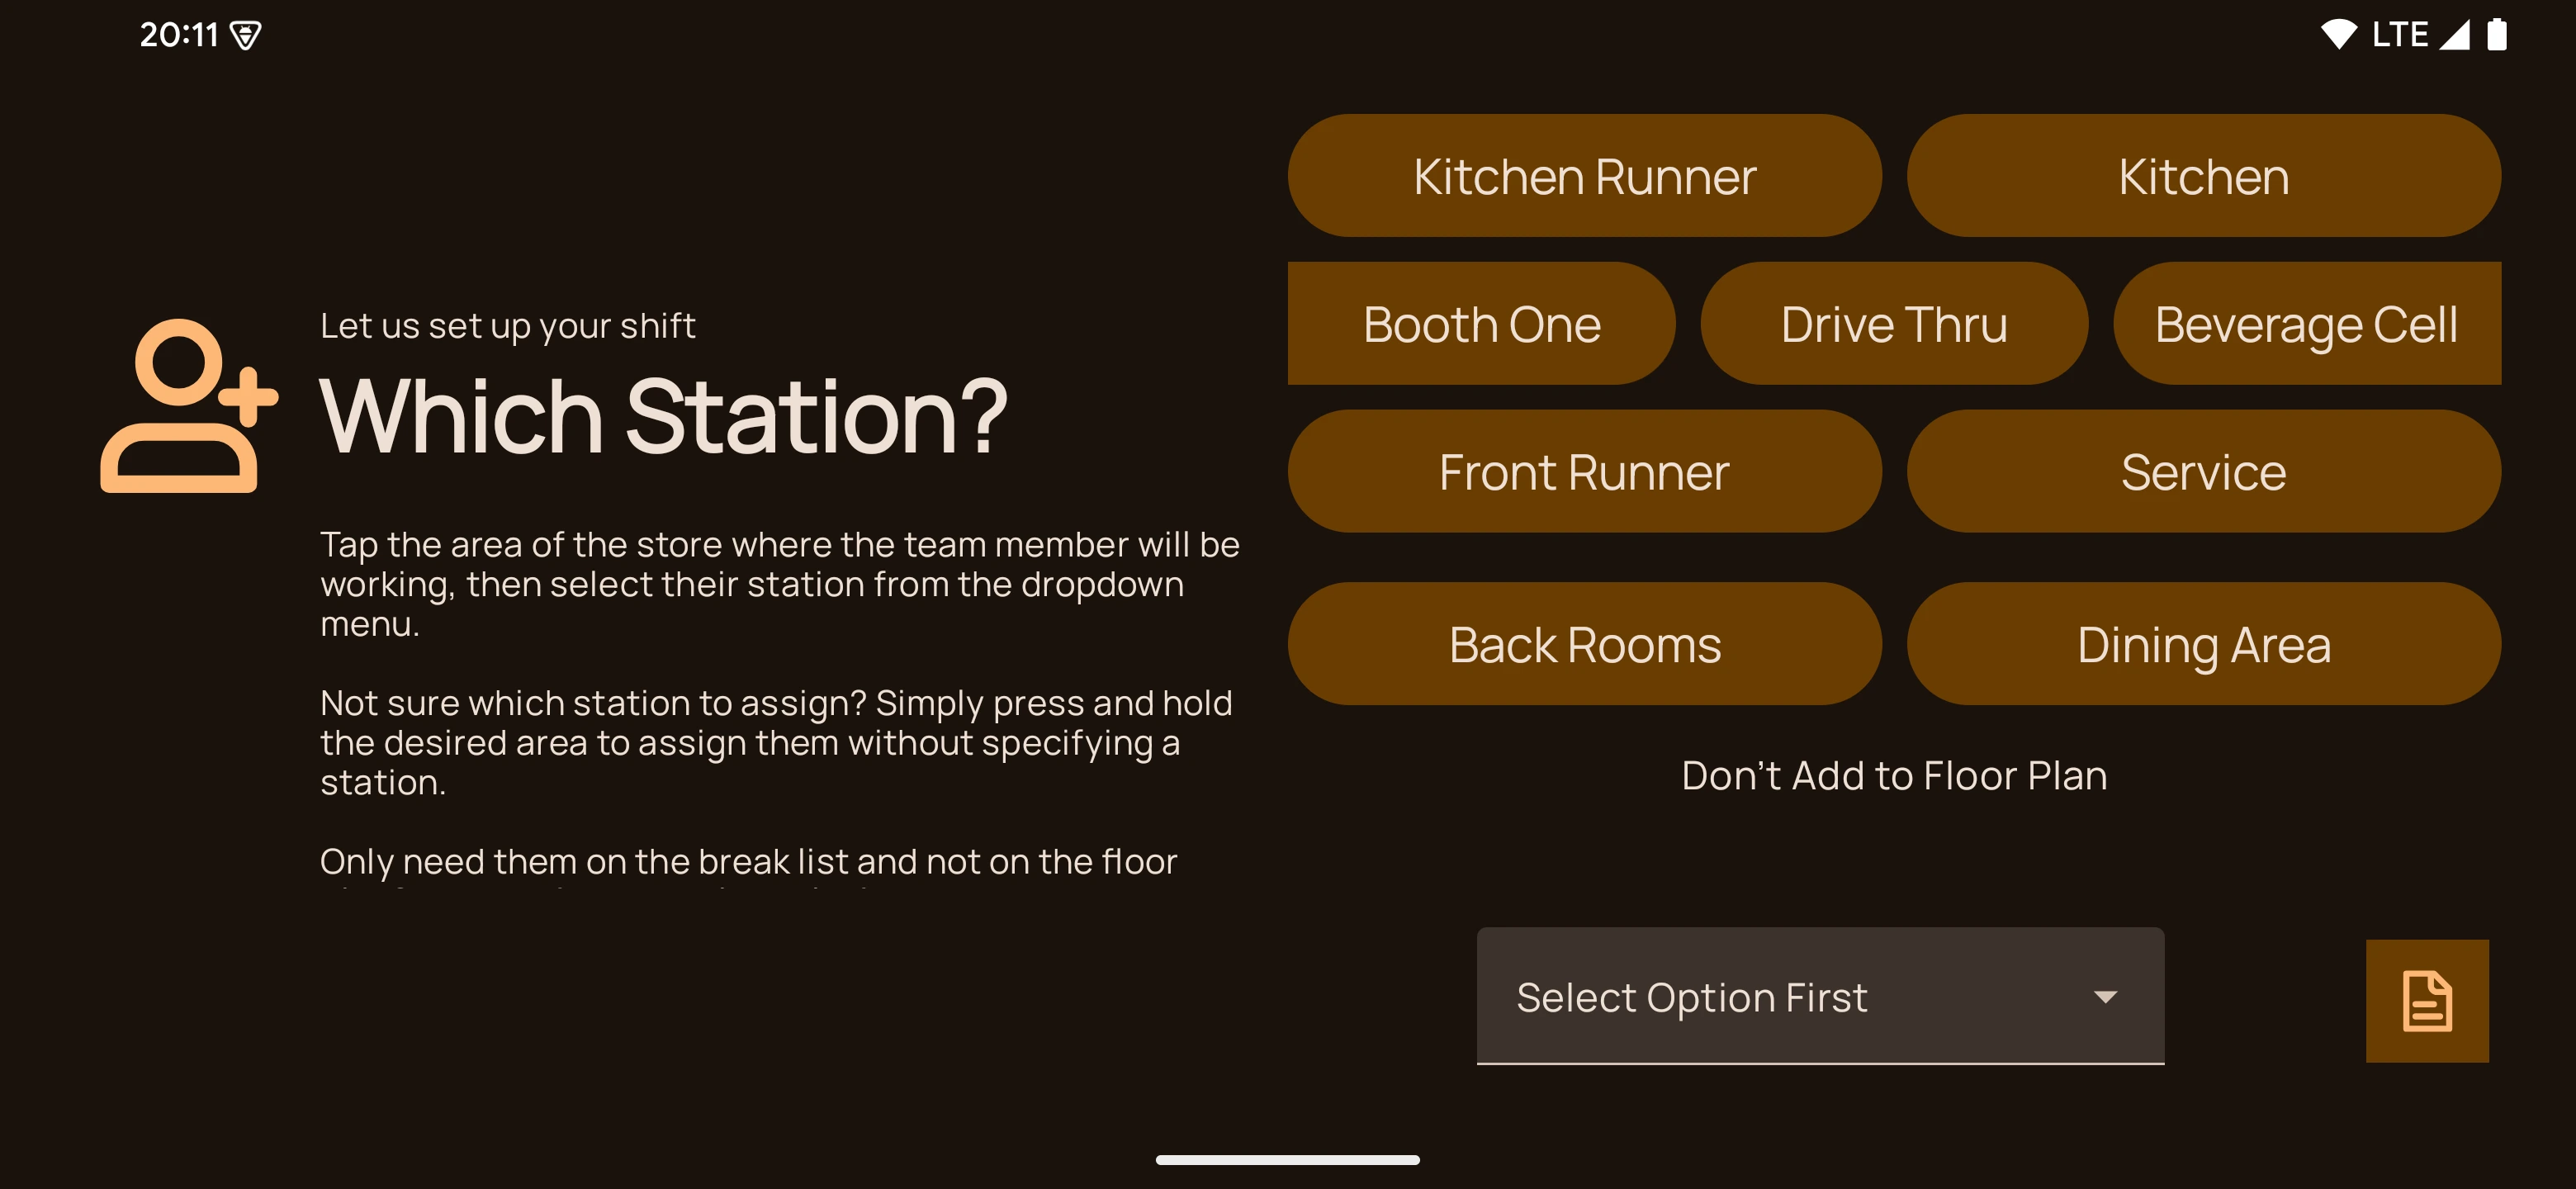 20:11
LTE
Let us set up your shift
Which Station?
Tap the area of the store where the team member will be
working, then select their station from the dropdown
menu.
Not sure which station to assign? Simply press and hold
the desired area to assign them without specifying a
station.
Only need them on the break list and not on the floor
Kitchen Runner
Kitchen
Booth One
Drive Thru
Beverage Cell
Front Runner
Service
Back Rooms
Dining Area
Don't Add to Floor Plan
Select Option First